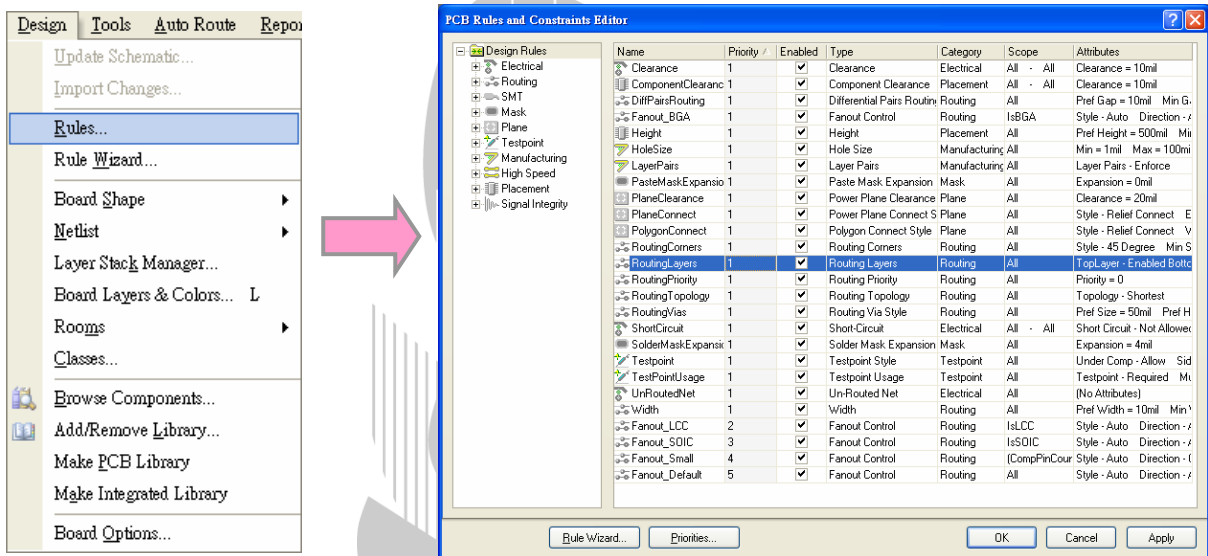 Design Tools Auto Route Repor
Update Schematic...
Import Changes...
Rules...
Rule Wizard...
Board Shape
Netlist
Layer Stack Manager...
Board Layers & Colors... L
Rooms
Classes...
Browse Components...
Add/Remove Library...
Make PCB Library
Make Integrated Library
Board Options...
PCB Rules and Constraints Editor
Design Rules
Electrical
Routing
SMT
Mask
Plane
Testpoint
Manufacturing
High Speed
Placement
Signal Integrity
Name Priority Enabled Type Category Scope Attributes
Clearance 1 Clearance Electrical All - All Clearance = 10mil
ComponentClearanc 1 Component Clearance Placement All - All Clearance = 10mil
DiffPairsRouting 1 Differential Pairs Routin Routing All Pref Gap = 10mil Min G
Fanout_BGA 1 Fanout Control Routing IsBGA Style - Auto Direction -
Height 1 Height Placement All Pref Height = 500mil Mi
HoleSize 1 Hole Size Manufacturing All Min = 1mil Max = 100mi
LayerPairs 1 Layer Pairs Manufacturing All Layer Pairs - Enforce
PasteMaskExpansio 1 Paste Mask Expansion Mask All Expansion = 0mil
PlaneClearance 1 Power Plane Clearance Plane All Clearance = 20mil
PlaneConnect 1 Power Plane Connect S Plane All Style - Relief Connect E
PolygonConnect 1 Polygon Connect Style Plane All Style - Relief Connect V
RoutingCorners 1 Routing Corners Routing All Style - 45 Degree Min S
RoutingLayers 1 Routing Layers Routing All TopLayer - Enabled Botto
RoutingPriority 1 Routing Priority Routing All Priority = 0
RoutingTopology 1 Routing Topology Routing All Topology - Shortest
RoutingVias 1 Routing Via Style Routing All Pref Size = 50mil Pref H
ShortCircuit 1 Short-Circuit Electrical All - All Short Circuit - Not Allowed
SolderMaskExpansic 1 Solder Mask Expansion Mask All Expansion = 4mil
Testpoint 1 Testpoint Style Testpoint All Under Comp - Allow Sid
TestPointUsage 1 Testpoint Usage Testpoint All Testpoint - Required Mu
UnRoutedNet 1 Un-Routed Net Electrical All (No Attributes)
Width 1 Width Routing All Pref Width = 10mil Min
Fanout_LCC 2 Fanout Control Routing IsLCC Style - Auto Direction -
Fanout_SOIC 3 Fanout Control Routing IsSOIC Style - Auto Direction -
Fanout_Small 4 Fanout Control Routing (CompPinCour Style - Auto Direction - (
Fanout_Default 5 Fanout Control Routing All Style - Auto Direction -
Rule Wizard... Priorities... OK Cancel Apply